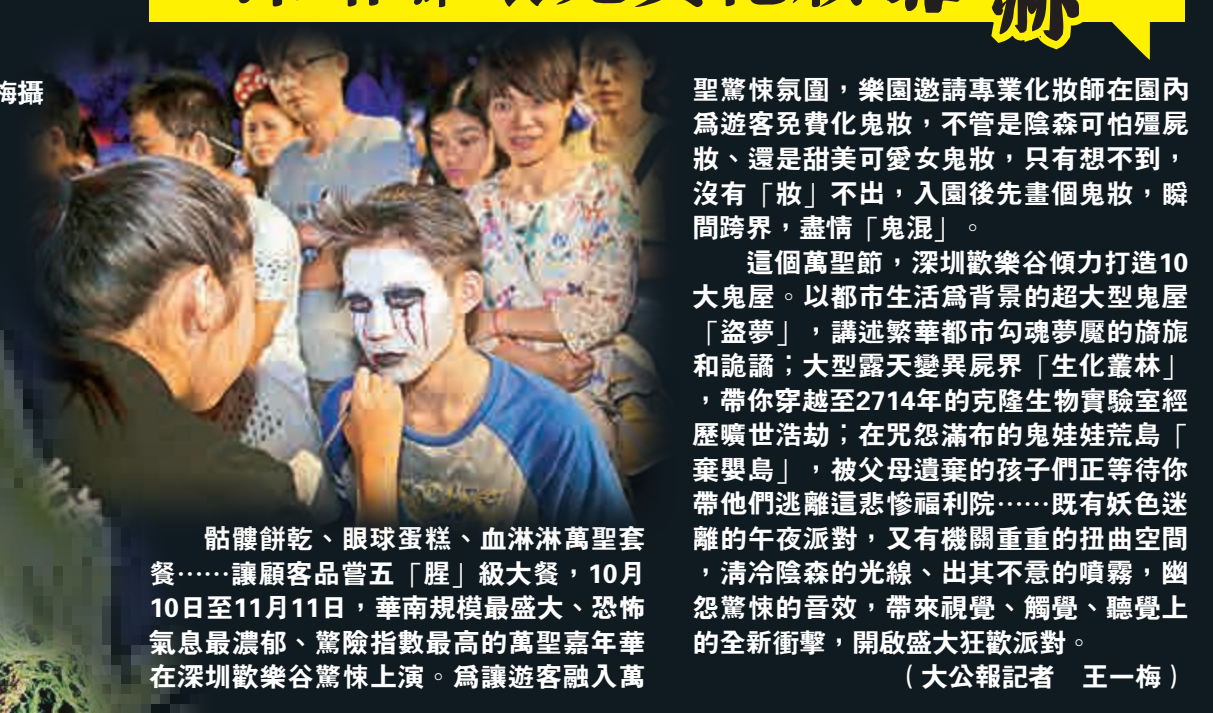 赫
梅攝
骷髏餅乾、眼球蛋糕、血淋淋萬聖套
餐……讓顧客品嘗五「腥」級大餐，10月
10日至11月11日，華南規模最盛大、恐怖
氣息最濃郁、驚險指數最高的萬聖嘉年華
在深圳歡樂谷驚悚上演。爲讓遊客融入萬
聖驚悚氛圍，樂園邀請專業化妝師在園內
爲遊客免費化鬼妝，不管是陰森可怕殭屍
妝、還是甜美可愛女鬼妝，只有想不到，
沒有「妝」不出，入園後先畫個鬼妝，瞬
間跨界，盡情「鬼混」。
這個萬聖節，深圳歡樂谷傾力打造10
大鬼屋。以都市生活爲背景的超大型鬼屋
「盜夢」，講述繁華都市勾魂夢魘的旖旎
和詭譎；大型露天變異屍界「生化叢林」
，帶你穿越至2714年的克隆生物實驗室經
歷曠世浩劫；在咒怨滿布的鬼娃娃荒島「
棄嬰島」，被父母遺棄的孩子們正等待你
帶他們逃離這悲慘福利院……既有妖色迷
離的午夜派對，又有機關重重的扭曲空間
，清冷陰森的光線、出其不意的噴霧，幽
怨驚悚的音效，帶來視覺、觸覺、聽覺上
的全新衝擊，開啟盛大狂歡派對。
（大公報記者　王一梅）